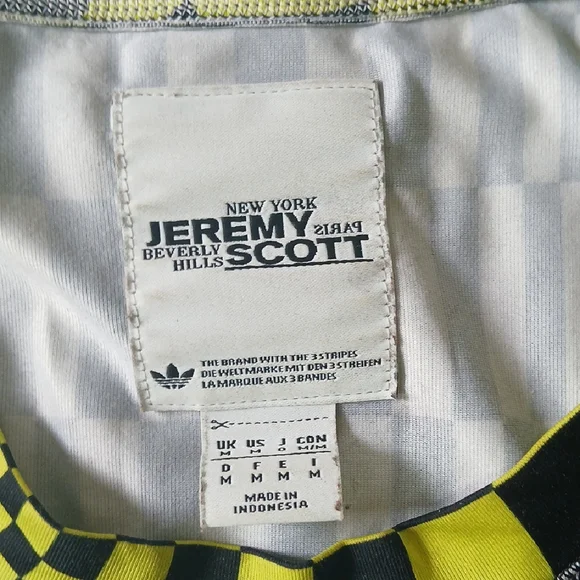 NEW YORK
JEREMY PARIS
BEVERLY HILLS SCOTT
THE BRAND WITH THE 3 STRIPES
DIE WELTMARKE MIT DEN 3 STREIFEN
LA MARQUE AUX 3 BANDES
UK US J CDN
M M O M/M
D F E I
M M M M
MADE IN
INDONESIA